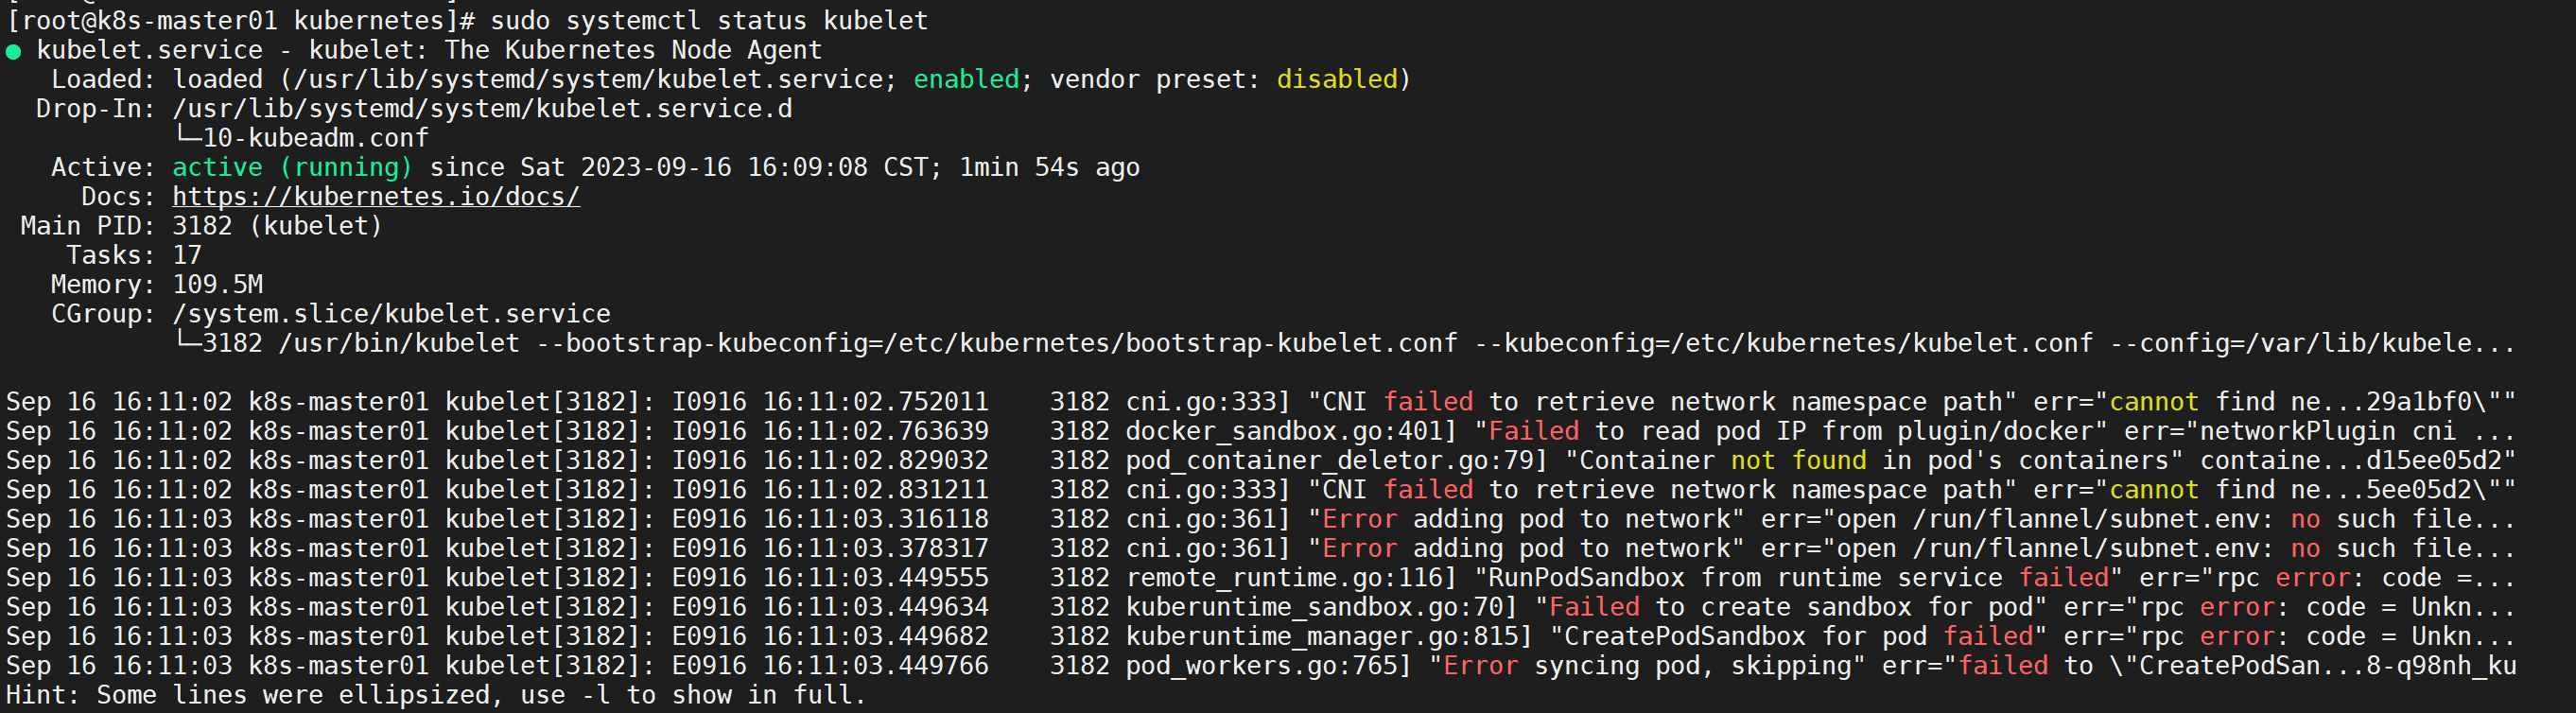 [root@k8s-master01 kubernetes]# sudo systemctl status kubelet
● kubelet.service - kubelet: The Kubernetes Node Agent
   Loaded: loaded (/usr/lib/systemd/system/kubelet.service; enabled; vendor preset: disabled)
  Drop-In: /usr/lib/systemd/system/kubelet.service.d
           └─10-kubeadm.conf
   Active: active (running) since Sat 2023-09-16 16:09:08 CST; 1min 54s ago
     Docs: https://kubernetes.io/docs/
 Main PID: 3182 (kubelet)
    Tasks: 17
   Memory: 109.5M
   CGroup: /system.slice/kubelet.service
           └─3182 /usr/bin/kubelet --bootstrap-kubeconfig=/etc/kubernetes/bootstrap-kubelet.conf --kubeconfig=/etc/kubernetes/kubelet.conf --config=/var/lib/kubele...
Sep 16 16:11:02 k8s-master01 kubelet[3182]: I0916 16:11:02.752011    3182 cni.go:333] "CNI failed to retrieve network namespace path" err="cannot find ne...29a1bf0\""
Sep 16 16:11:02 k8s-master01 kubelet[3182]: I0916 16:11:02.763639    3182 docker_sandbox.go:401] "Failed to read pod IP from plugin/docker" err="networkPlugin cni ...
Sep 16 16:11:02 k8s-master01 kubelet[3182]: I0916 16:11:02.829032    3182 pod_container_deletor.go:79] "Container not found in pod's containers" containe...d15ee05d2"
Sep 16 16:11:02 k8s-master01 kubelet[3182]: I0916 16:11:02.831211    3182 cni.go:333] "CNI failed to retrieve network namespace path" err="cannot find ne...5ee05d2\""
Sep 16 16:11:03 k8s-master01 kubelet[3182]: E0916 16:11:03.316118    3182 cni.go:361] "Error adding pod to network" err="open /run/flannel/subnet.env: no such file...
Sep 16 16:11:03 k8s-master01 kubelet[3182]: E0916 16:11:03.378317    3182 cni.go:361] "Error adding pod to network" err="open /run/flannel/subnet.env: no such file...
Sep 16 16:11:03 k8s-master01 kubelet[3182]: E0916 16:11:03.449555    3182 remote_runtime.go:116] "RunPodSandbox from runtime service failed" err="rpc error: code =...
Sep 16 16:11:03 k8s-master01 kubelet[3182]: E0916 16:11:03.449634    3182 kuberuntime_sandbox.go:70] "Failed to create sandbox for pod" err="rpc error: code = Unkn...
Sep 16 16:11:03 k8s-master01 kubelet[3182]: E0916 16:11:03.449682    3182 kuberuntime_manager.go:815] "CreatePodSandbox for pod failed" err="rpc error: code = Unkn...
Sep 16 16:11:03 k8s-master01 kubelet[3182]: E0916 16:11:03.449766    3182 pod_workers.go:765] "Error syncing pod, skipping" err="failed to \"CreatePodSan...8-q98nh_ku
Hint: Some lines were ellipsized, use -l to show in full.